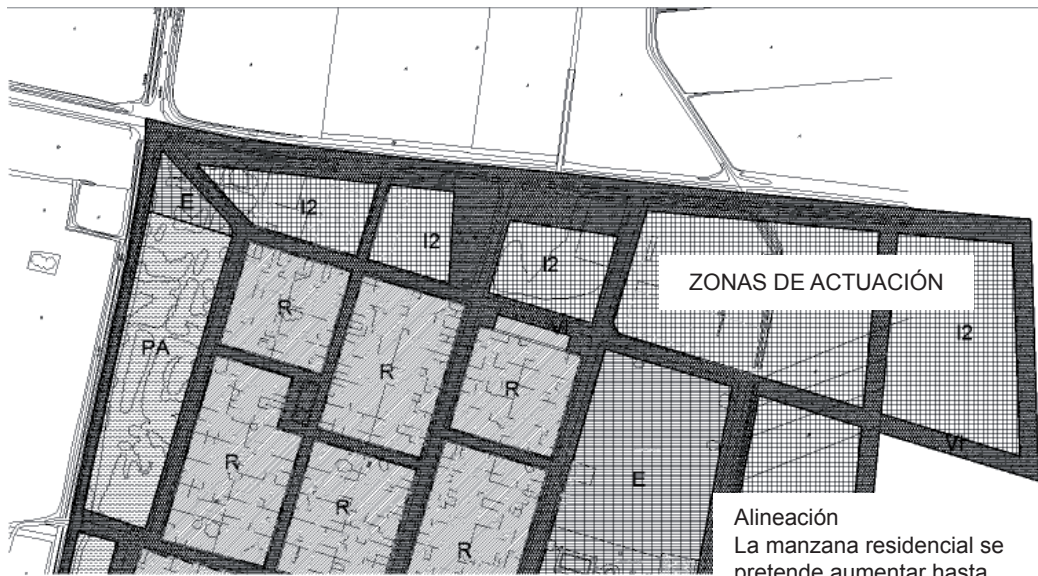 E
I2
I2
I2
ZONAS DE ACTUACIÓN
I2
R
PA
R
VI
R
R
R
R
E
VI
Alineación
La manzana residencial se
pretende aumentar hasta